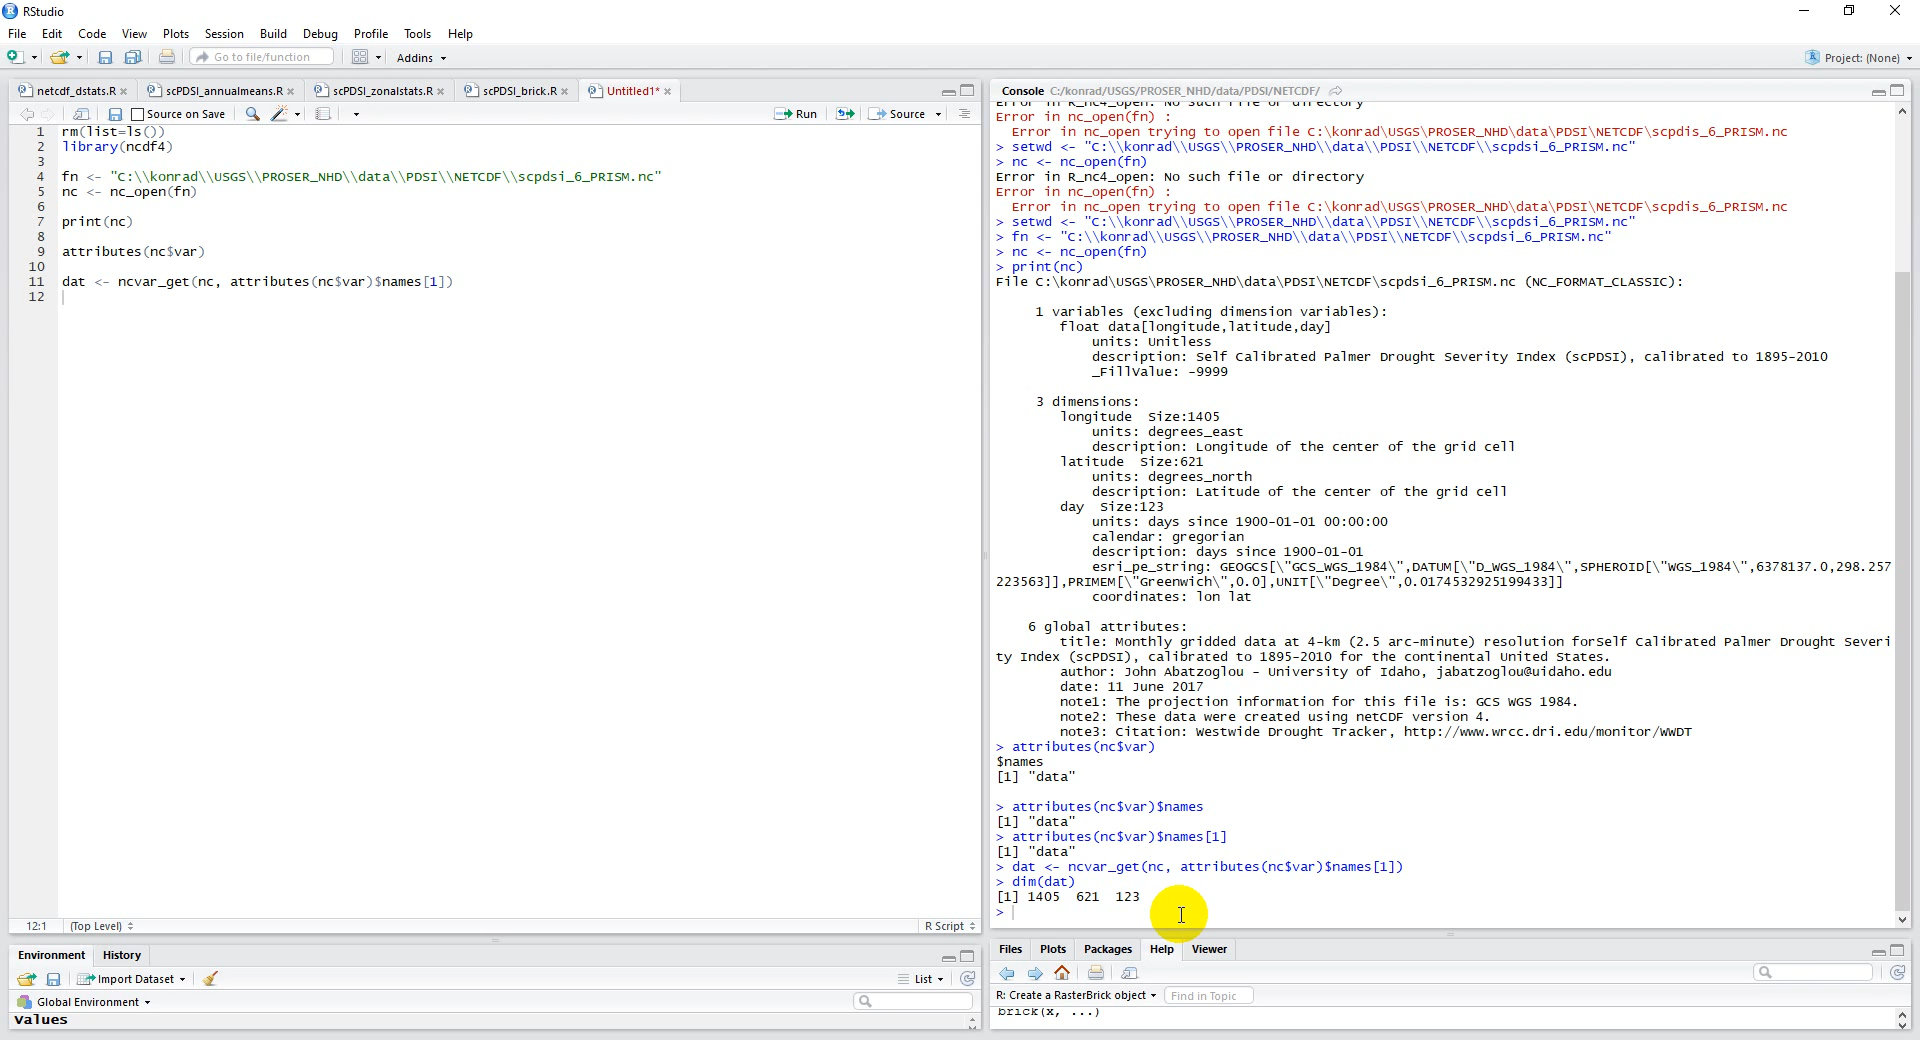 RStudio
File Edit Code View Plots Session Build Debug Profile Tools Help
Go to file/function Addins Project: (None)
netcdf_dstats.R scPDSI_annualmeans.R scPDSI_zonalstats.R scPDSI_brick.R Untitled1*
Source on Save Run Source
1 rm(list=ls())
2 library(ncdf4)
3
4 fn <- "C:\\konrad\\USGS\\PROSER_NHD\\data\\PDSI\\NETCDF\\scpdsi_6_PRISM.nc"
5 nc <- nc_open(fn)
6
7 print(nc)
8
9 attributes(nc$var)
10
11 dat <- ncvar_get(nc, attributes(nc$var)$names[1])
12
12:1 (Top Level) R Script
Environment History
Import Dataset List
Global Environment
Values
Console C:/konrad/USGS/PROSER_NHD/data/PDSI/NETCDF/
Error in R_nc4_open: No such file or directory
Error in nc_open(fn) :
Error in nc_open trying to open file C:\konrad\USGS\PROSER_NHD\data\PDSI\NETCDF\scpdis_6_PRISM.nc
> setwd <- "C:\\konrad\\USGS\\PROSER_NHD\\data\\PDSI\\NETCDF\\scpdsi_6_PRISM.nc"
> nc <- nc_open(fn)
Error in R_nc4_open: No such file or directory
Error in nc_open(fn) :
Error in nc_open trying to open file C:\konrad\USGS\PROSER_NHD\data\PDSI\NETCDF\scpdis_6_PRISM.nc
> setwd <- "C:\\konrad\\USGS\\PROSER_NHD\\data\\PDSI\\NETCDF\\scpdsi_6_PRISM.nc"
> fn <- "C:\\konrad\\USGS\\PROSER_NHD\\data\\PDSI\\NETCDF\\scpdsi_6_PRISM.nc"
> nc <- nc_open(fn)
> print(nc)
File C:\konrad\USGS\PROSER_NHD\data\PDSI\NETCDF\scpdsi_6_PRISM.nc (NC_FORMAT_CLASSIC):
1 variables (excluding dimension variables):
float data[longitude,latitude,day]
units: Unitless
description: Self Calibrated Palmer Drought Severity Index (scPDSI), calibrated to 1895-2010
_FillValue: -9999
3 dimensions:
longitude Size:1405
units: degrees_east
description: Longitude of the center of the grid cell
latitude Size:621
units: degrees_north
description: Latitude of the center of the grid cell
day Size:123
units: days since 1900-01-01 00:00:00
calendar: gregorian
description: days since 1900-01-01
esri_pe_string: GEOGCS[\"GCS_WGS_1984\",DATUM[\"D_WGS_1984\",SPHEROID[\"WGS_1984\",6378137.0,298.257
223563]],PRIMEM[\"Greenwich\",0.0],UNIT[\"Degree\",0.0174532925199433]]
coordinates: lon lat
6 global attributes:
title: Monthly gridded data at 4-km (2.5 arc-minute) resolution forSelf Calibrated Palmer Drought Severi
ty Index (scPDSI), calibrated to 1895-2010 for the continental United States.
author: John Abatzoglou - University of Idaho, jabatzoglou@uidaho.edu
date: 11 June 2017
note1: The projection information for this file is: GCS WGS 1984.
note2: These data were created using netCDF version 4.
note3: Citation: Westwide Drought Tracker, http://www.wrcc.dri.edu/monitor/WWDT
> attributes(nc$var)
$names
[1] "data"
> attributes(nc$var)$names
[1] "data"
> attributes(nc$var)$names[1]
[1] "data"
> dat <- ncvar_get(nc, attributes(nc$var)$names[1])
> dim(dat)
[1] 1405 621 123
>
Files Plots Packages Help Viewer
R: Create a RasterBrick object Find in Topic
brick(x, ...)